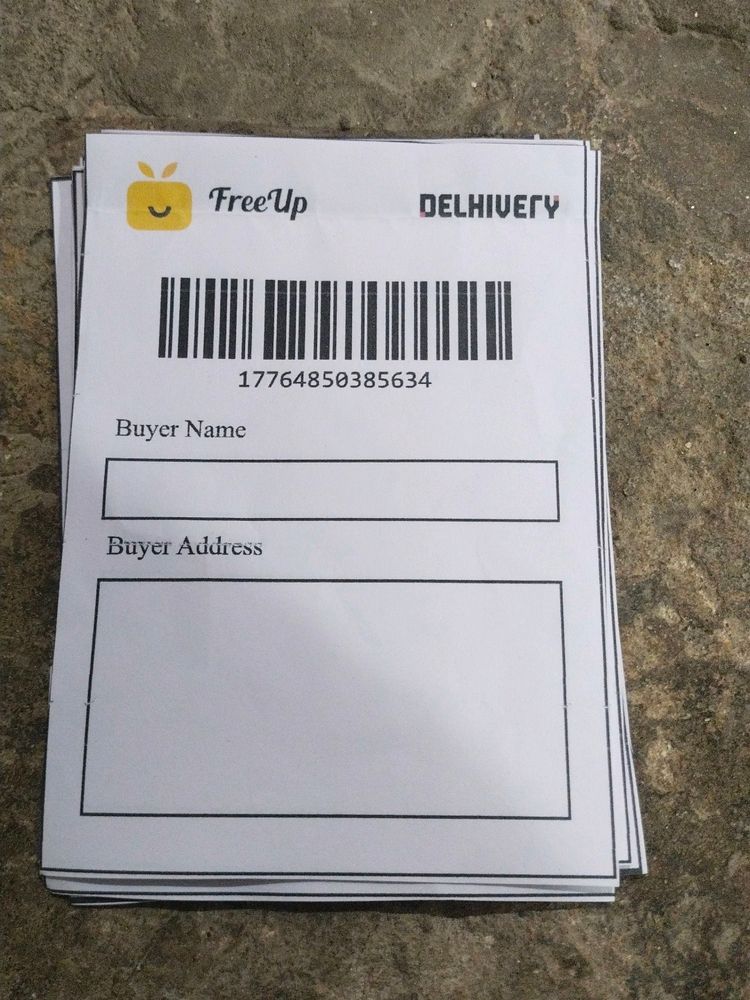 FreeUp DELHIVERY
17764850385634
Buyer Name
Buyer Address